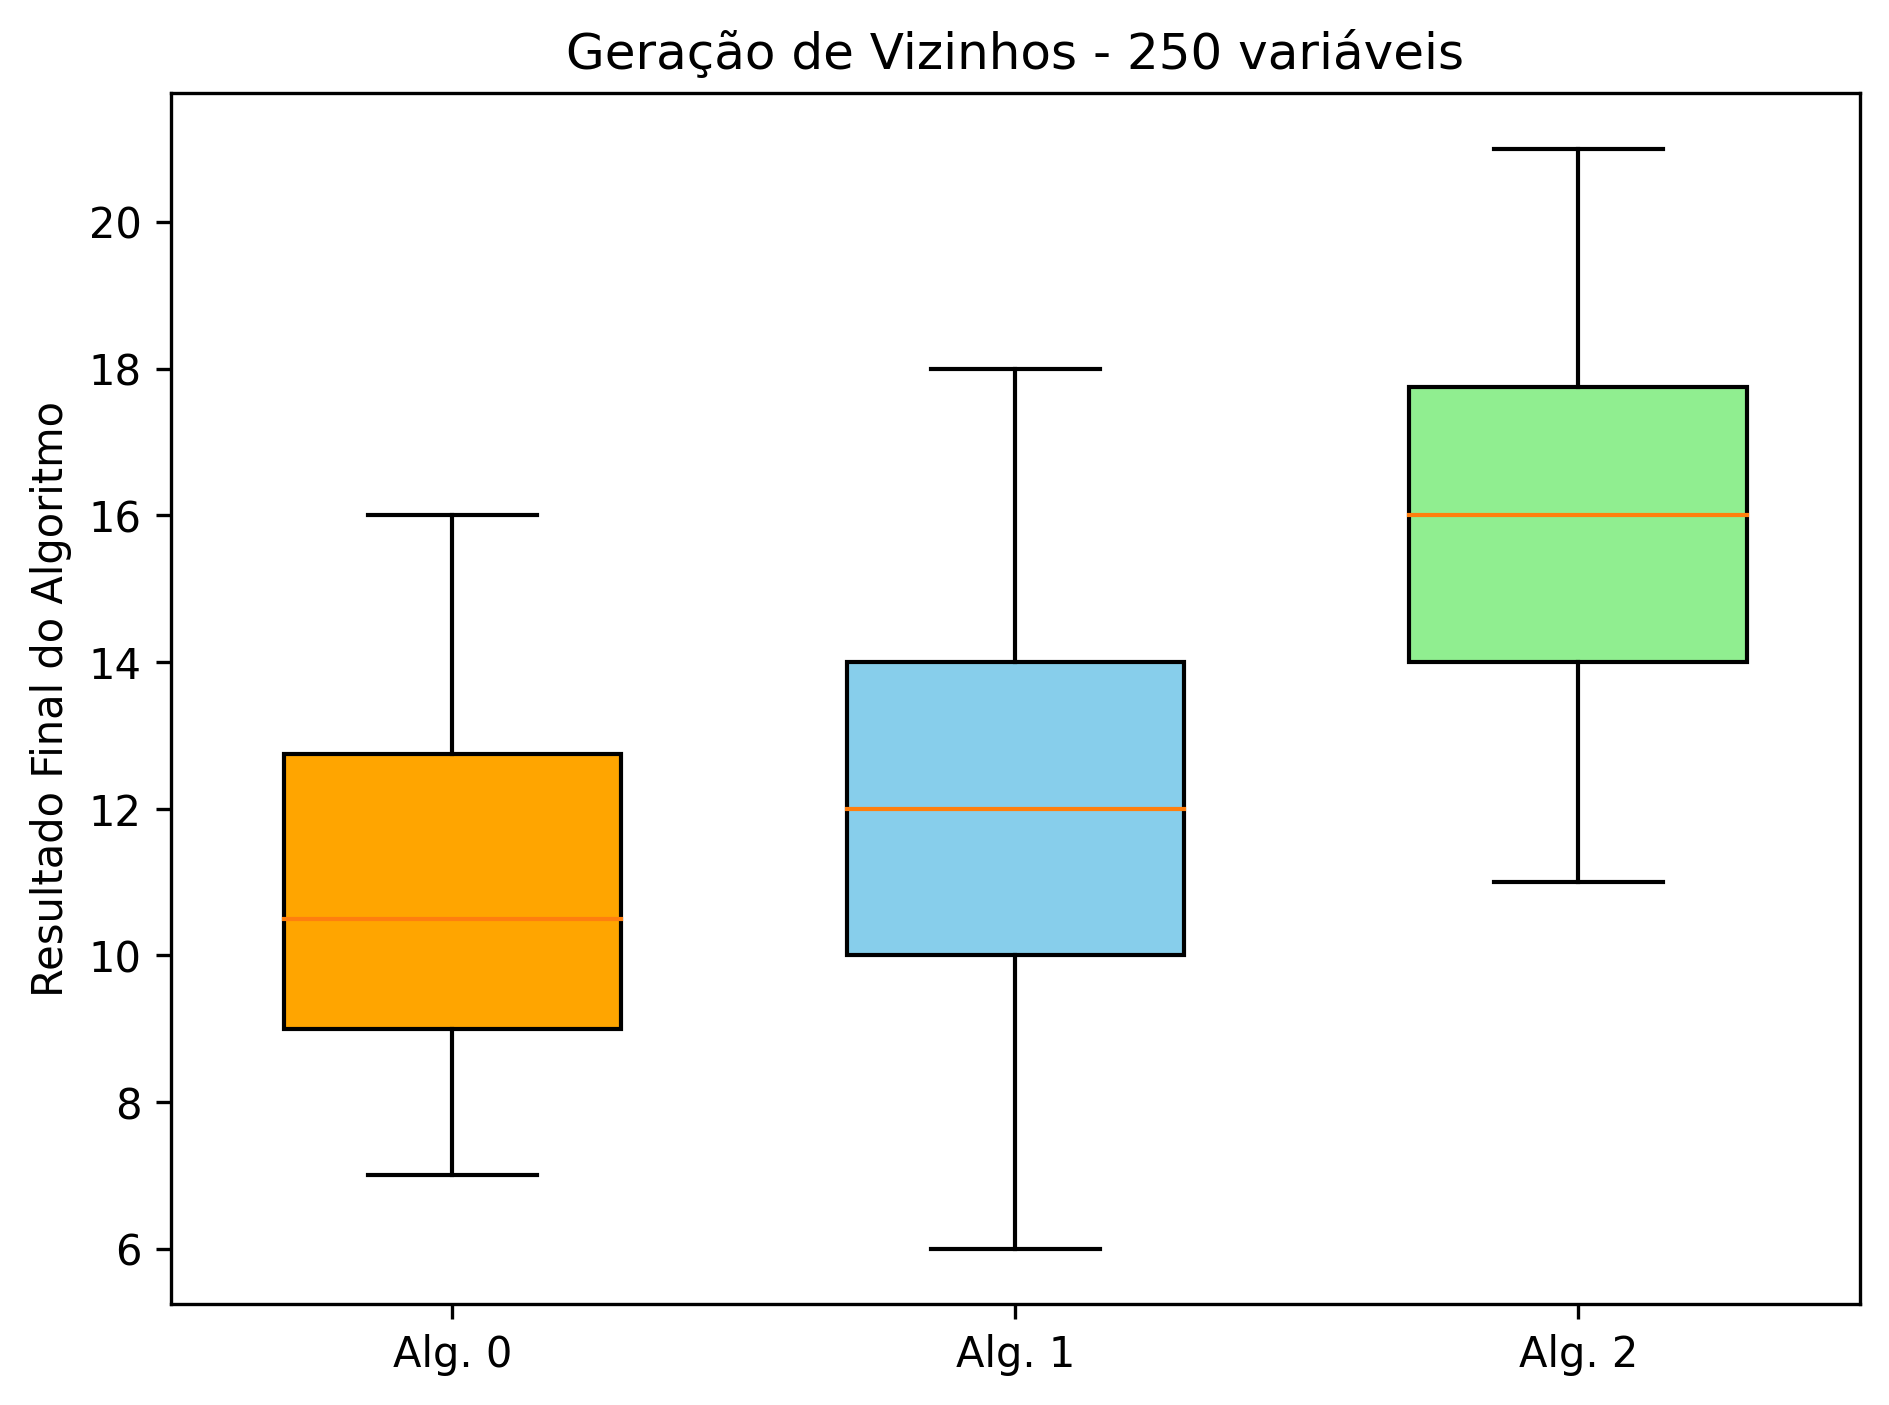 Geração de Vizinhos - 250 variáveis
Resultado Final do Algoritmo
20
18
16
14
12
10
8
6
Alg. 0 Alg. 1 Alg. 2